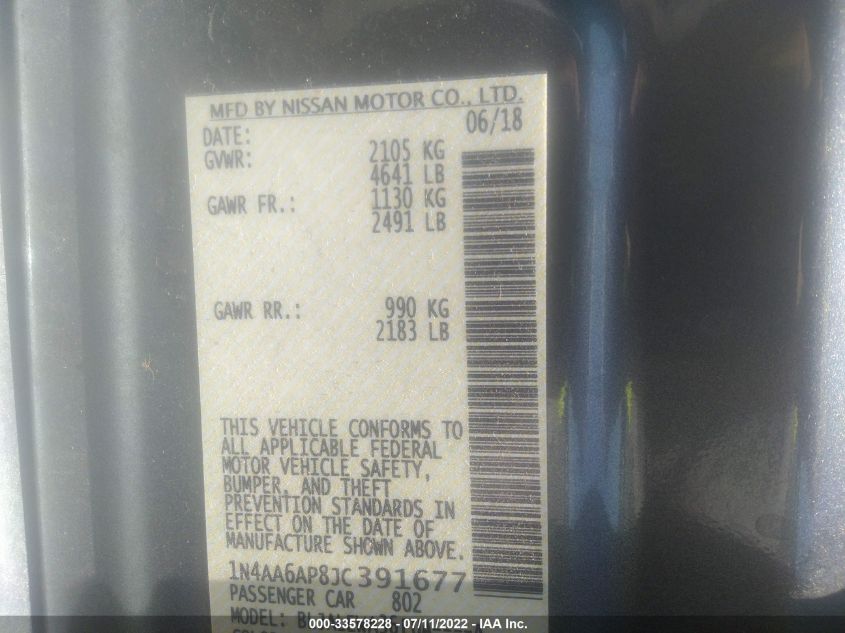 MFD BY NISSAN MOTOR CO., LTD.
DATE: 06/18
GVWR: 2105 KG
4641 LB
GAWR FR.: 1130 KG
2491 LB
GAWR RR.: 990 KG
2183 LB
THIS VEHICLE CONFORMS TO
ALL APPLICABLE FEDERAL
MOTOR VEHICLE SAFETY,
BUMPER, AND THEFT
PREVENTION STANDARDS IN
EFFECT ON THE DATE OF
MANUFACTURE SHOWN ABOVE.
1N4AA6AP8JC391677
PASSENGER CAR 802
MODEL:
000-33578228 - 07/11/2022 - IAA Inc.